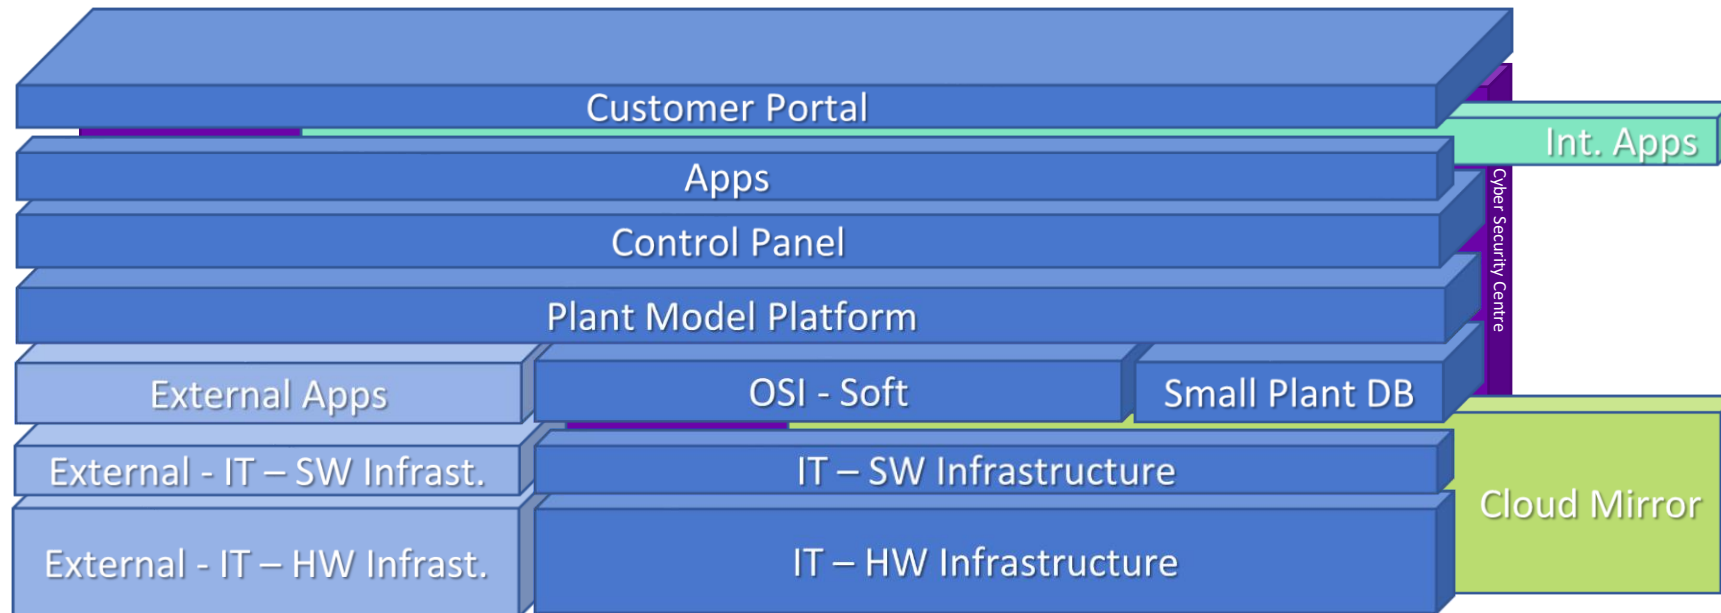 Customer Portal
Int. Apps
Apps
Cyber Security Centre
Control Panel
Plant Model Platform
External Apps
OSI - Soft
Small Plant DB
External - IT – SW Infrast.
IT – SW Infrastructure
Cloud Mirror
External - IT – HW Infrast.
IT – HW Infrastructure